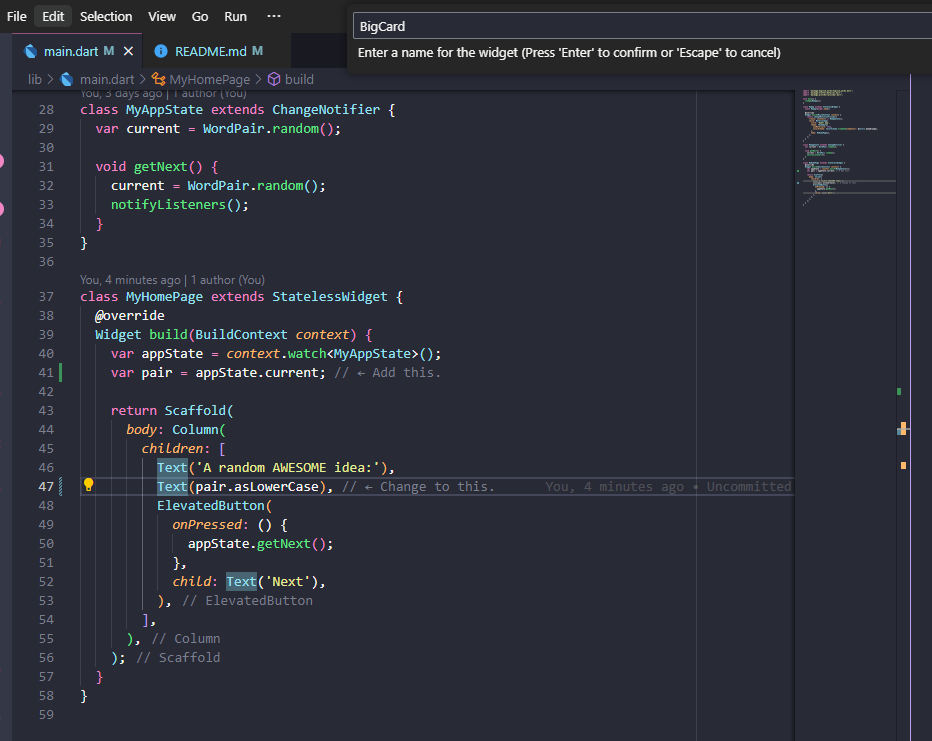 File Edit Selection View Go Run ···
BigCard
Enter a name for the widget (Press 'Enter' to confirm or 'Escape' to cancel)
main.dart M × README.md M
lib > main.dart > MyHomePage > build
You, 3 days ago | 1 author (You)
28 class MyAppState extends ChangeNotifier {
29 var current = WordPair.random();
30
31 void getNext() {
32 current = WordPair.random();
33 notifyListeners();
34 }
35 }
36
You, 4 minutes ago | 1 author (You)
37 class MyHomePage extends StatelessWidget {
38 @override
39 Widget build(BuildContext context) {
40 var appState = context.watch<MyAppState>();
41 var pair = appState.current; // ← Add this.
42
43 return Scaffold(
44 body: Column(
45 children: [
46 Text('A random AWESOME idea:'),
47 Text(pair.asLowerCase), // ← Change to this. You, 4 minutes ago • Uncommitted
48 ElevatedButton(
49 onPressed: () {
50 appState.getNext();
51 },
52 child: Text('Next'),
53 ), // ElevatedButton
54 ],
55 ), // Column
56 ); // Scaffold
57 }
58 }
59